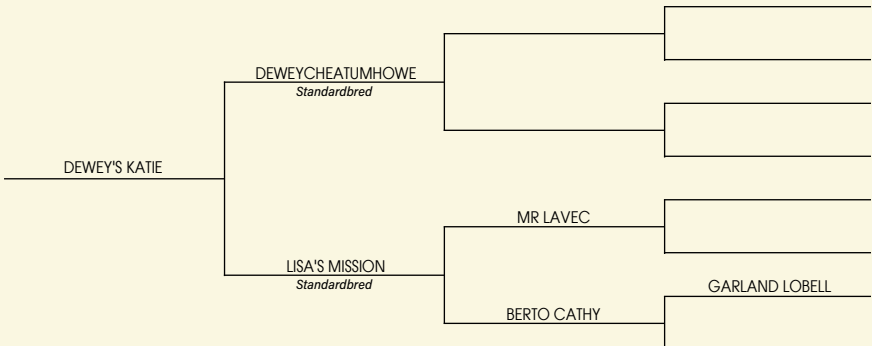 DEWEYCHEATUMHOWE
Standardbred
DEWEY'S KATIE
MR LAVEC
LISA'S MISSION
Standardbred
GARLAND LOBELL
BERTO CATHY